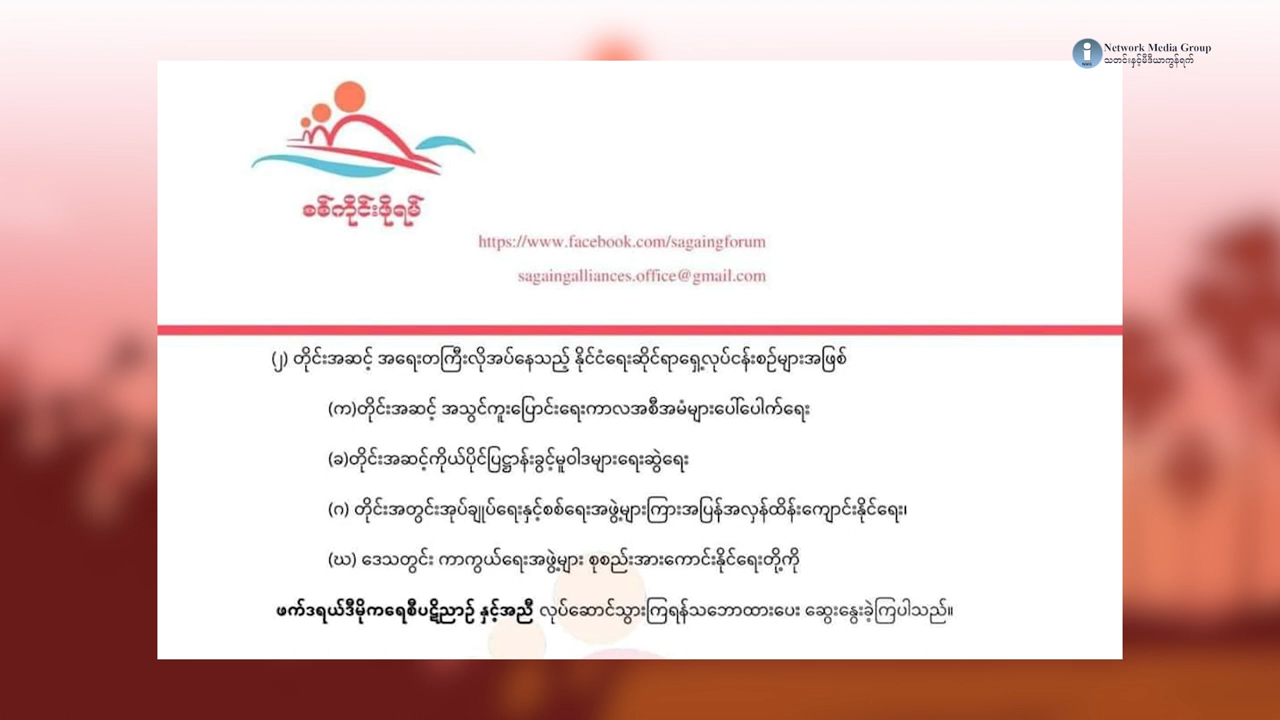 Network Media Group
သတင်းနှင့်မီဒီယာကွန်ရက်
စစ်ကိုင်းဖိုရမ်
https://www.facebook.com/sagaingforum
sagaingalliances.office@gmail.com
(၂) တိုင်းအဆင့် အရေးတကြီးလိုအပ်နေသည့် နိုင်ငံရေးဆိုင်ရာရှေ့လုပ်ငန်းစဉ်များအဖြစ်
(က)တိုင်းအဆင့် အသွင်ကူးပြောင်းရေးကာလအစီအမံများပေါ်ပေါက်ရေး
(ခ)တိုင်းအဆင့်ကိုယ်ပိုင်ပြဋ္ဌာန်းခွင့်မူဝါဒများရေးဆွဲရေး
(ဂ) တိုင်းအတွင်းအုပ်ချုပ်ရေးနှင့်စစ်ရေးအဖွဲ့များကြားအပြန်အလှန်ထိန်းကျောင်းနိုင်ရေး၊
(ဃ) ဒေသတွင်း ကာကွယ်ရေးအဖွဲ့များ စုစည်းအားကောင်းနိုင်ရေးတို့ကို
ဖက်ဒရယ်ဒီမိုကရေစီပဋိညာဉ် နှင့်အညီ လုပ်ဆောင်သွားကြရန်သဘောထားပေး ဆွေးနွေးခဲ့ကြပါသည်။